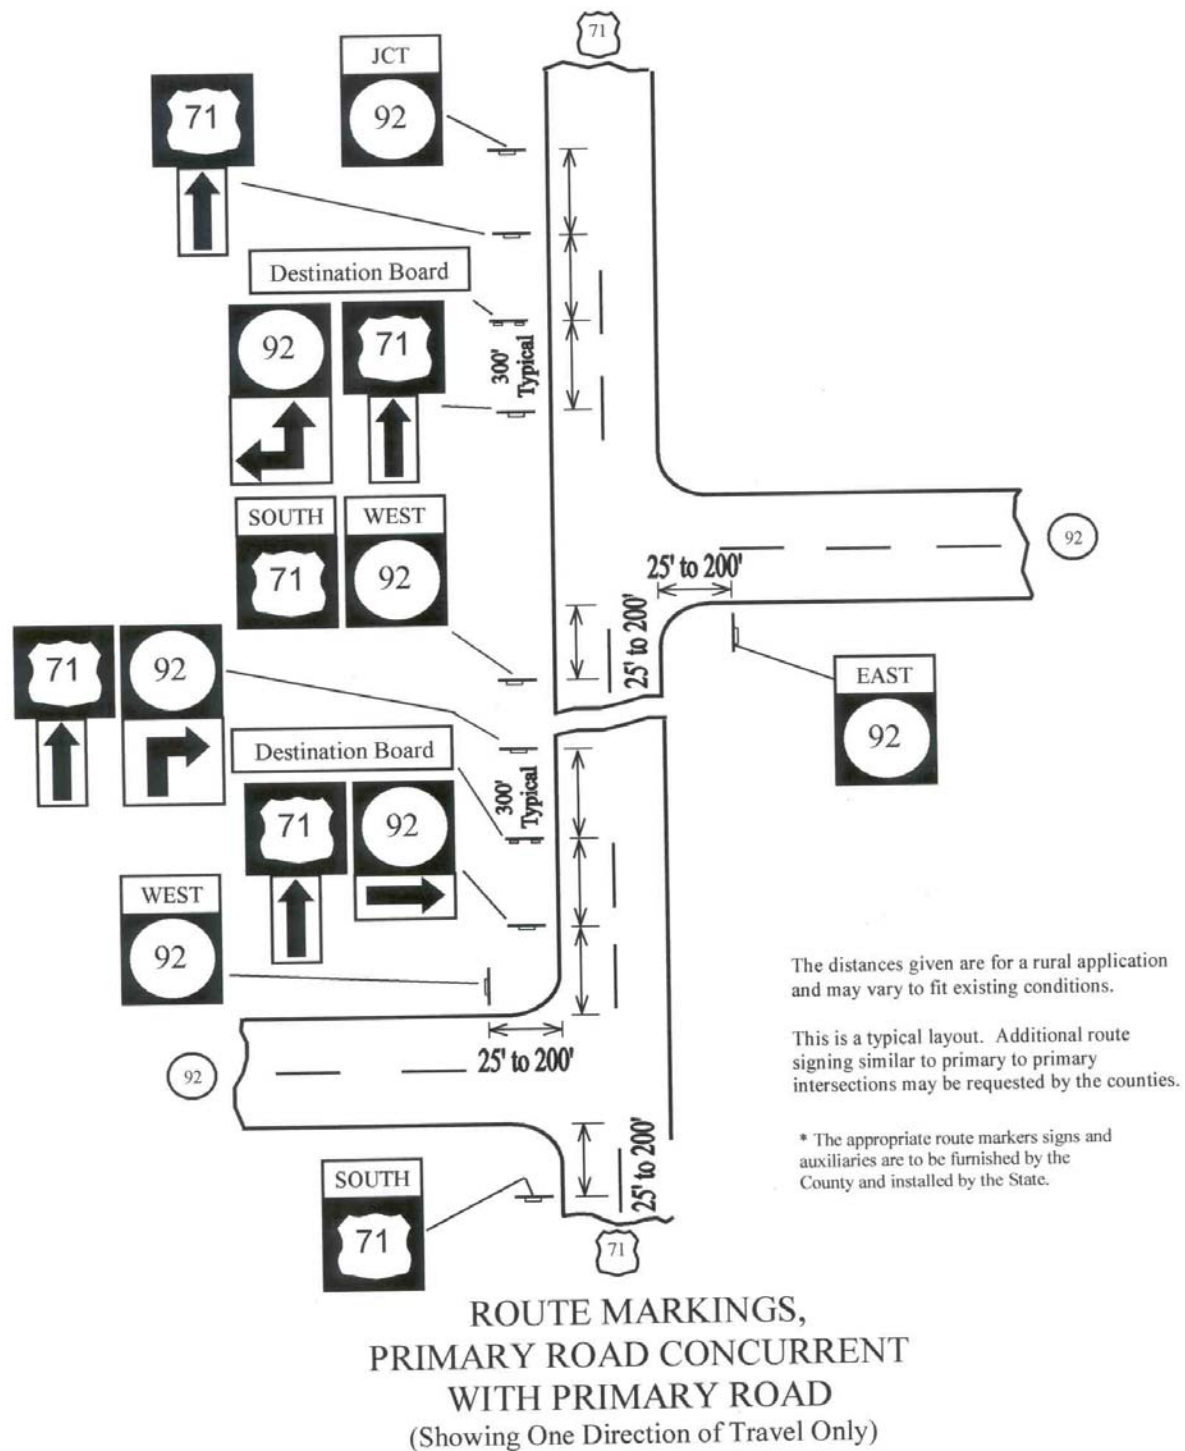 71
JCT
92
71
Destination Board
92
71
300'
Typical
SOUTH
WEST
71
92
92
25' to 200'
25' to 200'
EAST
92
71
92
Destination Board
300'
Typical
71
92
WEST
92
The distances given are for a rural application
and may vary to fit existing conditions.
This is a typical layout. Additional route
signing similar to primary to primary
intersections may be requested by the counties.
* The appropriate route markers signs and
auxiliaries are to be furnished by the
County and installed by the State.
92
25' to 200'
25' to 200'
SOUTH
71
71
ROUTE MARKINGS,
PRIMARY ROAD CONCURRENT
WITH PRIMARY ROAD
(Showing One Direction of Travel Only)